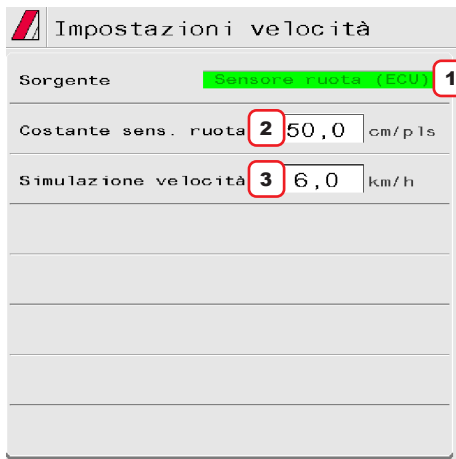 Impostazioni velocità
Sorgente Sensore ruota (ECU) 1
Costante sens. ruota 2 50,0 cm/pls
Simulazione velocità 3 6,0 km/h